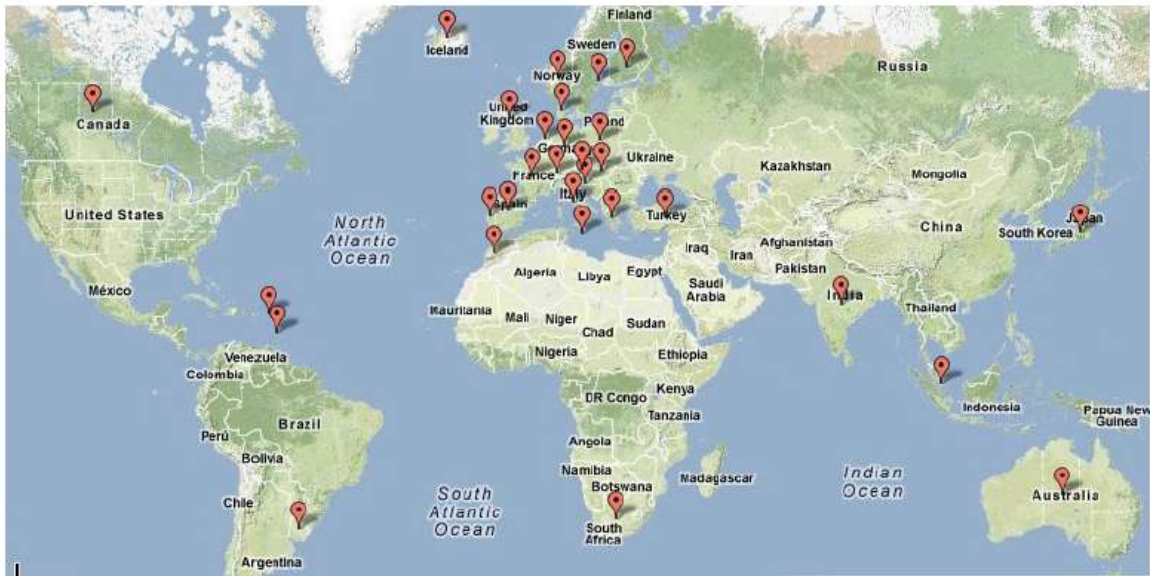 Finland
Iceland
Sweden
Norway
Russia
Canada
United
Kingdom
Poland
Germany
Ukraine
Kazakhstan
Mongolia
France
Italy
Spain
United States
North
Atlantic
Ocean
Turkey
Japan
South Korea
China
Iraq
Iran
Afghanistan
Pakistan
Algeria
Libya
Egypt
Saudi
Arabia
India
México
Mauritania
Mali
Niger
Chad
Sudan
Thailand
Nigeria
Ethiopia
Venezuela
Colombia
Kenya
DR Congo
Tanzania
Indonesia
Papua New
Guinea
Brazil
Perú
Angola
Bolivia
Namibia
Botswana
Madagascar
Indian
Ocean
Australia
Chile
South
Atlantic
Ocean
South
Africa
Argentina